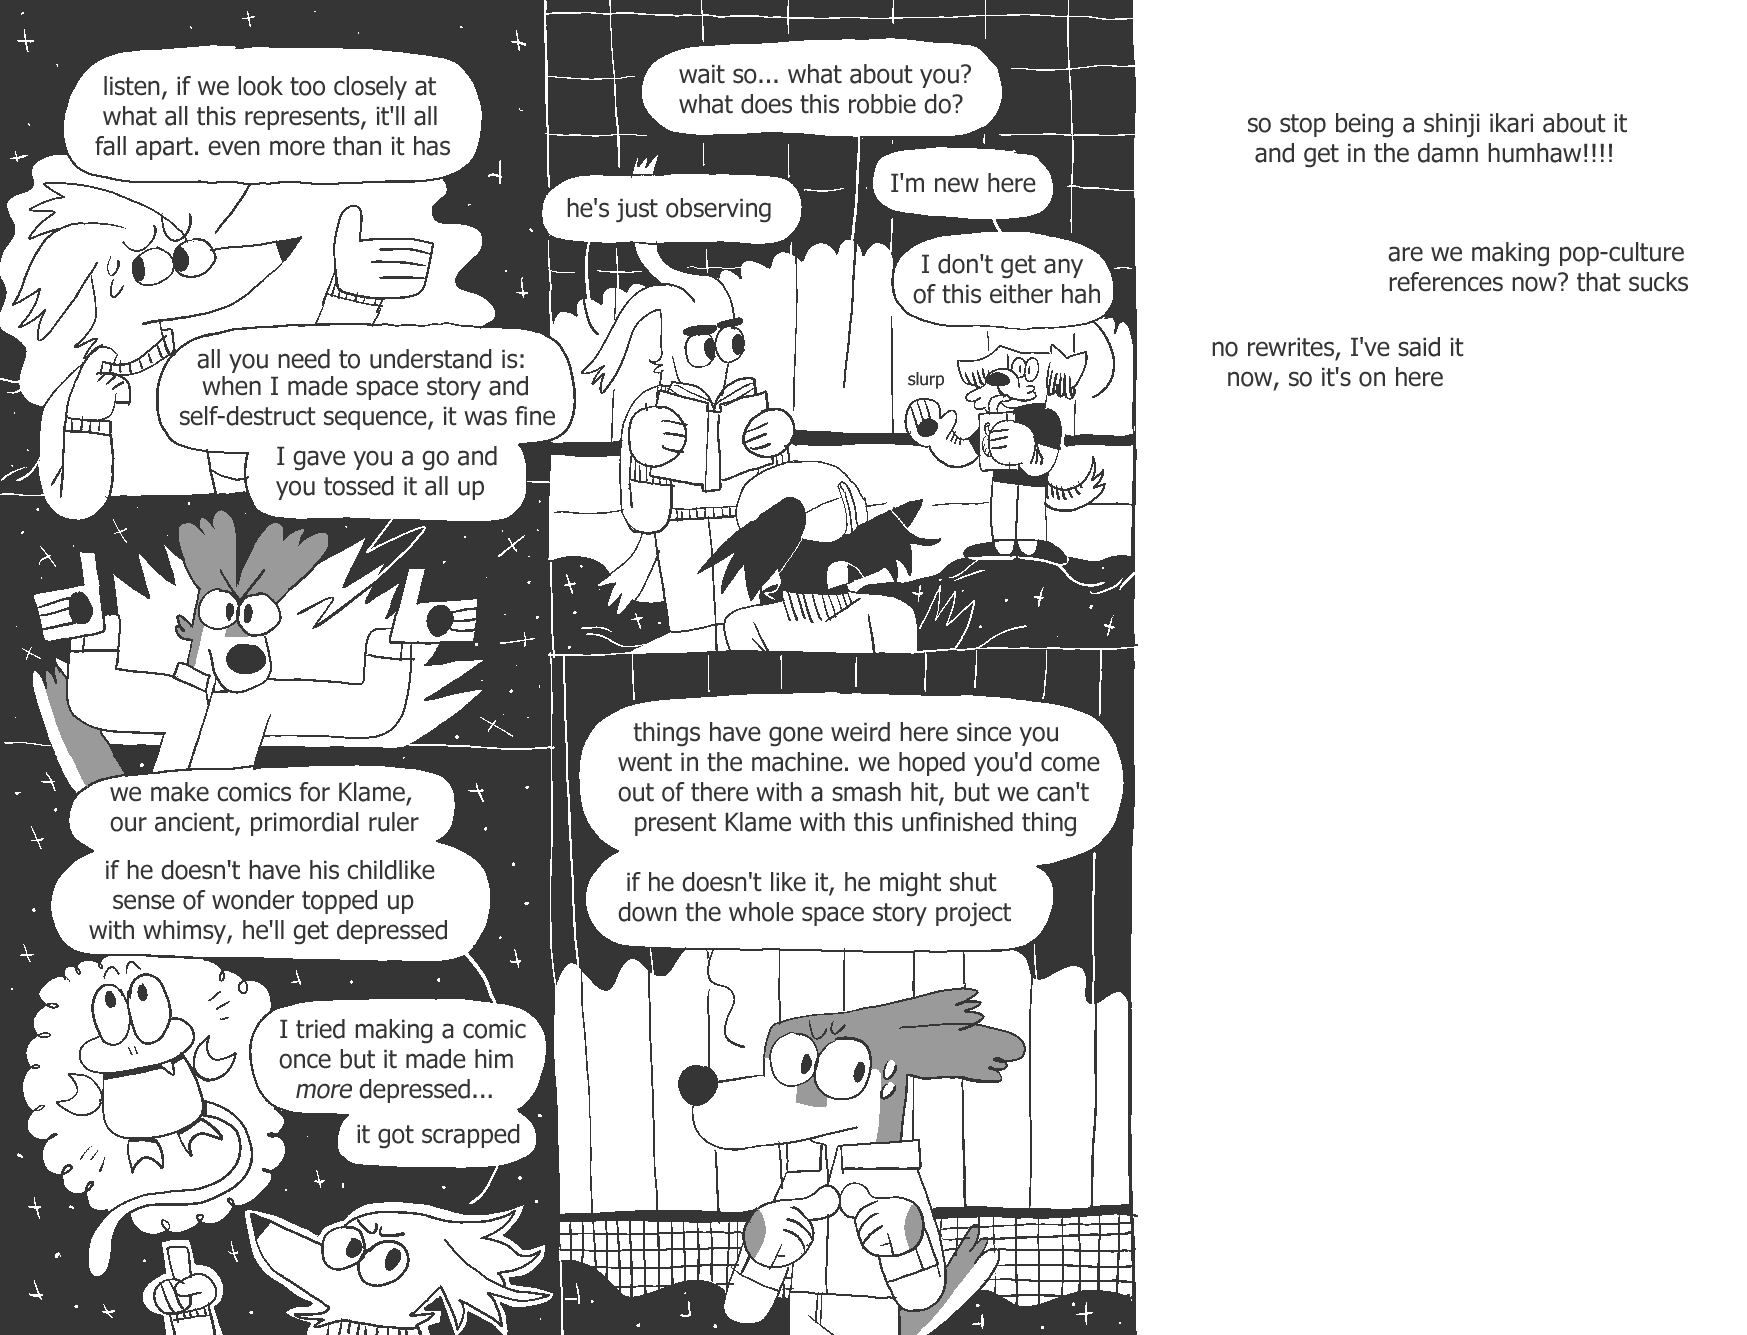 listen, if we look too closely at
what all this represents, it'll all
fall apart. even more than it has
all you need to understand is:
when I made space story and
self-destruct sequence, it was fine
I gave you a go and
you tossed it all up
we make comics for Klame,
our ancient, primordial ruler
if he doesn't have his childlike
sense of wonder topped up
with whimsy, he'll get depressed
I tried making a comic
once but it made him
more depressed...
it got scrapped
wait so... what about you?
what does this robbie do?
he's just observing
I'm new here
I don't get any
of this either hah
slurp
things have gone weird here since you
went in the machine. we hoped you'd come
out of there with a smash hit, but we can't
present Klame with this unfinished thing
if he doesn't like it, he might shut
down the whole space story project
so stop being a shinji ikari about it
and get in the damn humhaw!!!!
are we making pop-culture
references now? that sucks
no rewrites, I've said it
now, so it's on here